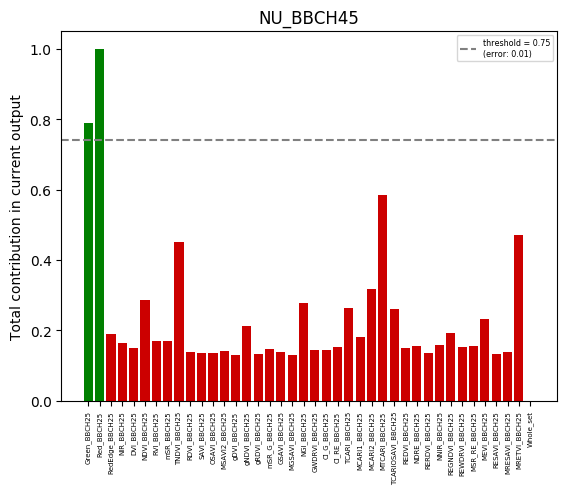 NU_BBCH45
threshold = 0.75
(error: 0.01)
Total contribution in current output
1.0
0.8
0.6
0.4
0.2
0.0
Green_BBCH25
Red_BBCH25
RedEdge_BBCH25
NIR_BBCH25
DVI_BBCH25
NDVI_BBCH25
RVI_BBCH25
mSR_BBCH25
TNDVI_BBCH25
RDVI_BBCH25
SAVI_BBCH25
OSAVI_BBCH25
MSAVI2_BBCH25
gDVI_BBCH25
gNDVI_BBCH25
gRDVI_BBCH25
mSR_G_BBCH25
GSAVI_BBCH25
MGSAVI_BBCH25
NGI_BBCH25
GWDRVI_BBCH25
CI_G_BBCH25
CI_RE_BBCH25
TCARI_BBCH25
MCARI1_BBCH25
MCARI2_BBCH25
MTCARI_BBCH25
TCARIOSAVI_BBCH25
REDVI_BBCH25
NDRE_BBCH25
RERDVI_BBCH25
NNIR_BBCH25
REGNDVI_BBCH25
REWDRVI_BBCH25
MSR_RE_BBCH25
MEVI_BBCH25
RESAVI_BBCH25
MRESAVI_BBCH25
MRETVI_BBCH25
Whole_set